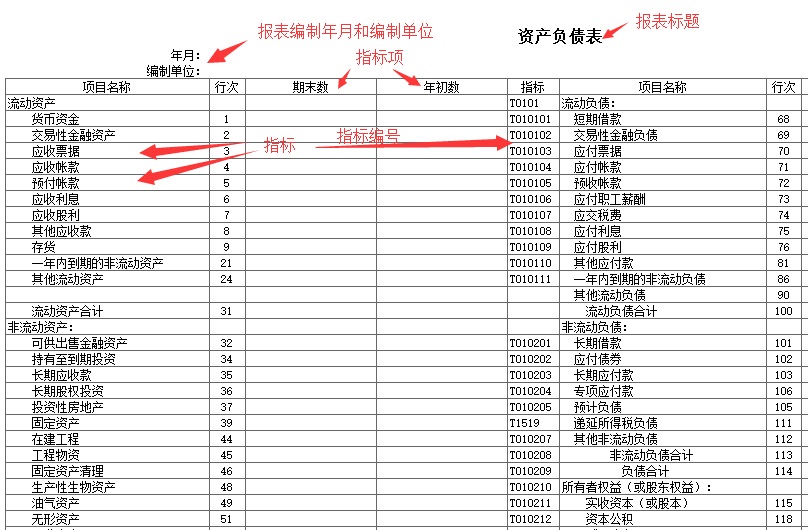 报表编制年月和编制单位
资产负债表
报表标题
年月：
编制单位：
指标项
项目名称 行次 期末数 年初数 指标 项目名称 行次
流动资产 T0101 流动负债：
货币资金 1 T010101 短期借款 68
交易性金融资产 2 指标编号 T010102 交易性金融负债 69
应收票据 3 指标 T010103 应付票据 70
应收帐款 4 T010104 应付帐款 71
预付帐款 5 T010105 预收帐款 72
应收利息 6 T010106 应付职工薪酬 73
应收股利 7 T010107 应交税费 74
其他应收款 8 T010108 应付利息 75
存货 9 T010109 应付股利 76
一年内到期的非流动资产 21 T010110 其他应付款 81
其他流动资产 24 T010111 一年内到期的非流动负债 86
其他流动负债 90
流动资产合计 31 流动负债合计 100
非流动资产： 非流动负债：
可供出售金融资产 32 T010201 长期借款 101
持有至到期投资 34 T010202 应付债券 102
长期应收款 35 T010203 长期应付款 103
长期股权投资 36 T010204 专项应付款 106
投资性房地产 37 T010205 预计负债 105
固定资产 39 T1519 递延所得税负债 111
在建工程 44 T010207 其他非流动负债 112
工程物资 45 T010208 非流动负债合计 113
固定资产清理 46 T010209 负债合计 114
生产性生物资产 48 T010210 所有者权益（或股东权益）：
油气资产 49 T010211 实收资本（或股本） 115
无形资产 51 T010212 资本公积 118